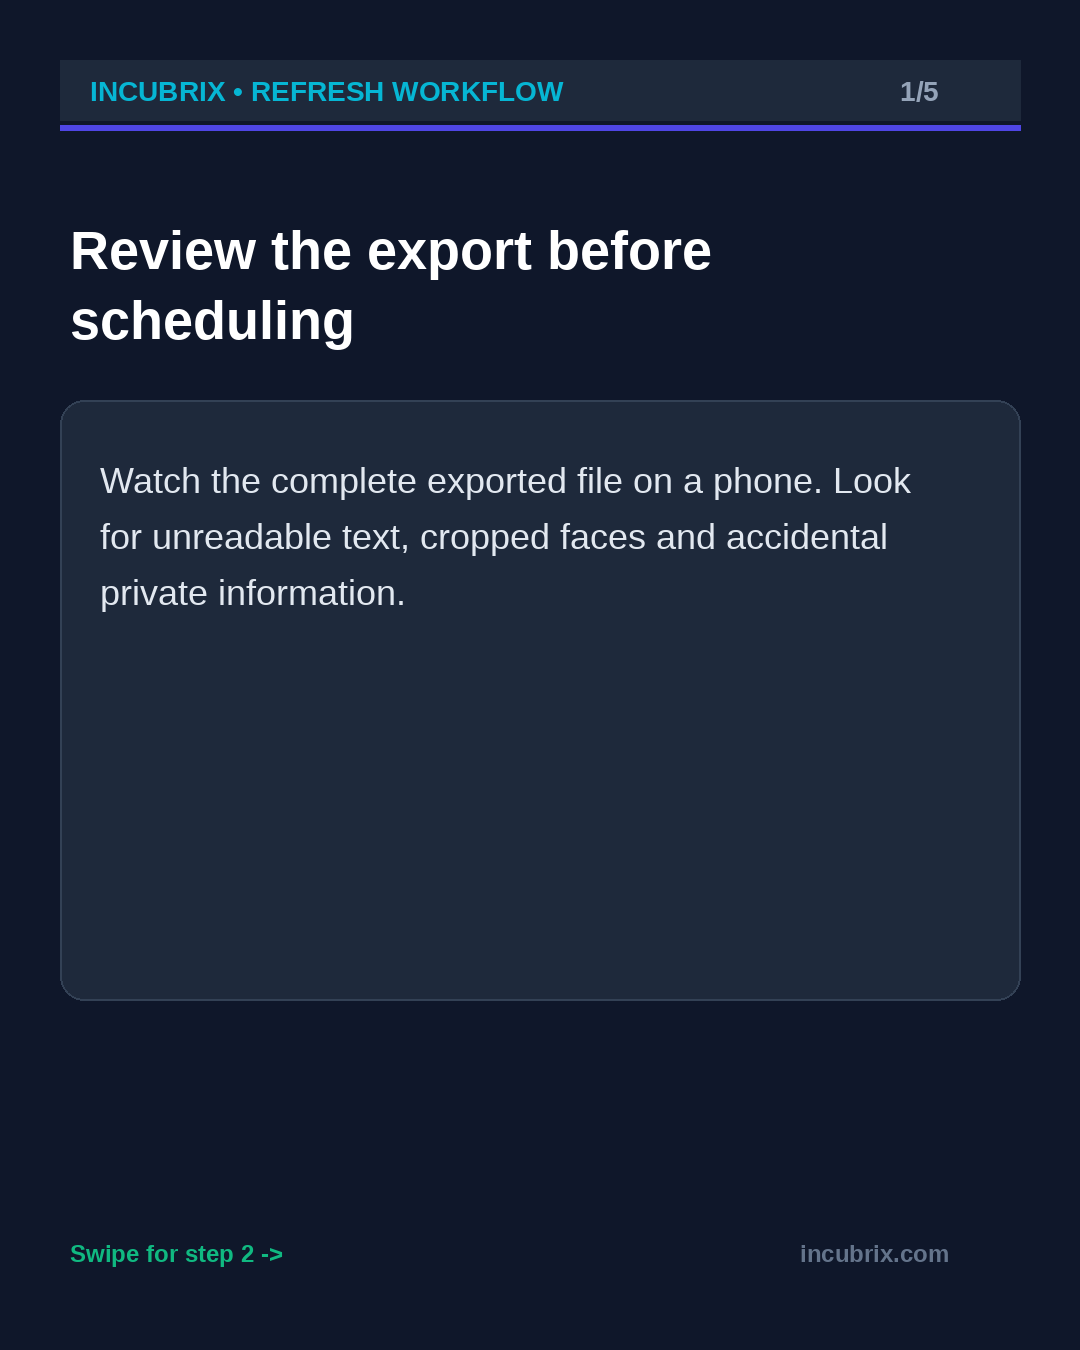 INCUBRIX • REFRESH WORKFLOW
1/5
Review the export before
scheduling
Watch the complete exported file on a phone. Look
for unreadable text, cropped faces and accidental
private information.
Swipe for step 2 ->
incubrix.com